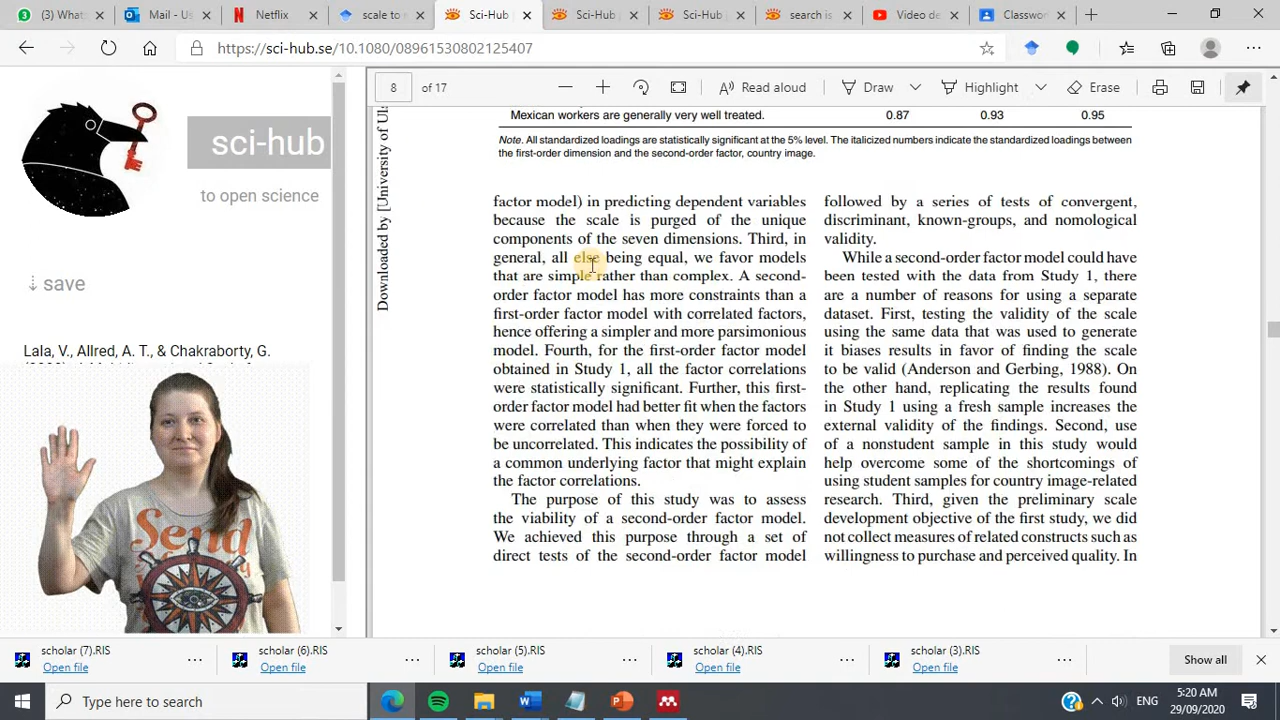 (3) WhatsApp
Mail - Us
Netflix
scale to m
Sci-Hub
Sci-Hub
Sci-Hub
search is
Video de
Classwor
https://sci-hub.se/10.1080/08961530802125407
8 of 17
Read aloud
Draw
Highlight
Erase
sci-hub
to open science
↓ save
Lala, V., Allred, A. T., & Chakraborty, G.
Send
Downloaded by [University of Uls
Mexican workers are generally very well treated. 0.87 0.93 0.95
Note. All standardized loadings are statistically significant at the 5% level. The italicized numbers indicate the standardized loadings between
the first-order dimension and the second-order factor, country image.
factor model) in predicting dependent variables
because the scale is purged of the unique
components of the seven dimensions. Third, in
general, all else being equal, we favor models
that are simple rather than complex. A second-
order factor model has more constraints than a
first-order factor model with correlated factors,
hence offering a simpler and more parsimonious
model. Fourth, for the first-order factor model
obtained in Study 1, all the factor correlations
were statistically significant. Further, this first-
order factor model had better fit when the factors
were correlated than when they were forced to
be uncorrelated. This indicates the possibility of
a common underlying factor that might explain
the factor correlations.
The purpose of this study was to assess
the viability of a second-order factor model.
We achieved this purpose through a set of
direct tests of the second-order factor model
followed by a series of tests of convergent,
discriminant, known-groups, and nomological
validity.
While a second-order factor model could have
been tested with the data from Study 1, there
are a number of reasons for using a separate
dataset. First, testing the validity of the scale
using the same data that was used to generate
it biases results in favor of finding the scale
to be valid (Anderson and Gerbing, 1988). On
the other hand, replicating the results found
in Study 1 using a fresh sample increases the
external validity of the findings. Second, use
of a nonstudent sample in this study would
help overcome some of the shortcomings of
using student samples for country image-related
research. Third, given the preliminary scale
development objective of the first study, we did
not collect measures of related constructs such as
willingness to purchase and perceived quality. In
scholar (7).RIS
Open file
scholar (6).RIS
Open file
scholar (5).RIS
Open file
scholar (4).RIS
Open file
scholar (3).RIS
Open file
Show all
Type here to search
ENG
5:20 AM
29/09/2020